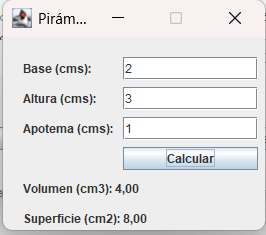 Pirám...
Base (cms): 2
Altura (cms): 3
Apotema (cms): 1
Calcular
Volumen (cm3): 4,00
Superficie (cm2): 8,00